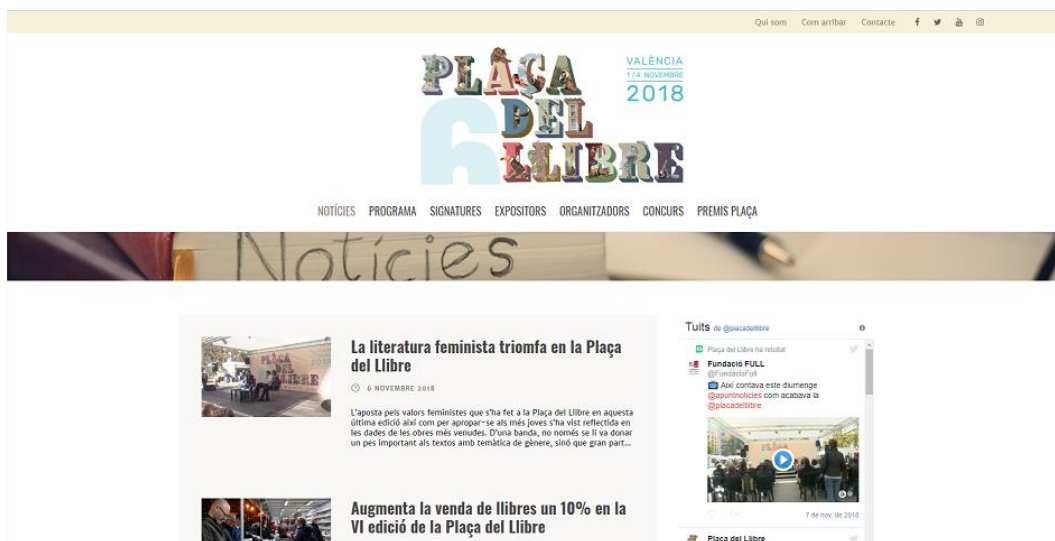 Qui som Com arribar Contacte
PLAÇA
DEL
LLIBRE
6
VALÈNCIA
1/4 NOVEMBRE
2018
NOTÍCIES PROGRAMA SIGNATURES EXPOSITORS ORGANITZADORS CONCURS PREMIS PLAÇA
Notícies
La literatura feminista triomfa en la Plaça
del Llibre
6 NOVEMBRE 2018
L'aposta pels valors feministes que s'ha fet a la Plaça del Llibre en aquesta
última edició així com per apropar-se als més joves s'ha vist reflectida en
les dades de les obres més venudes. D'una banda, no només se li va donar
un pes important als textos amb temàtica de gènere, sinó que gran part...
Augmenta la venda de llibres un 10% en la
VI edició de la Plaça del Llibre
Tuits de @placadelllibre
Plaça del Llibre ha retuitat
Fundació FULL
@FundacioFull
Així contava este diumenge
@apuntnoticies com acabava la
@placadelllibre
7 de nov. de 2018
Plaça del Llibre